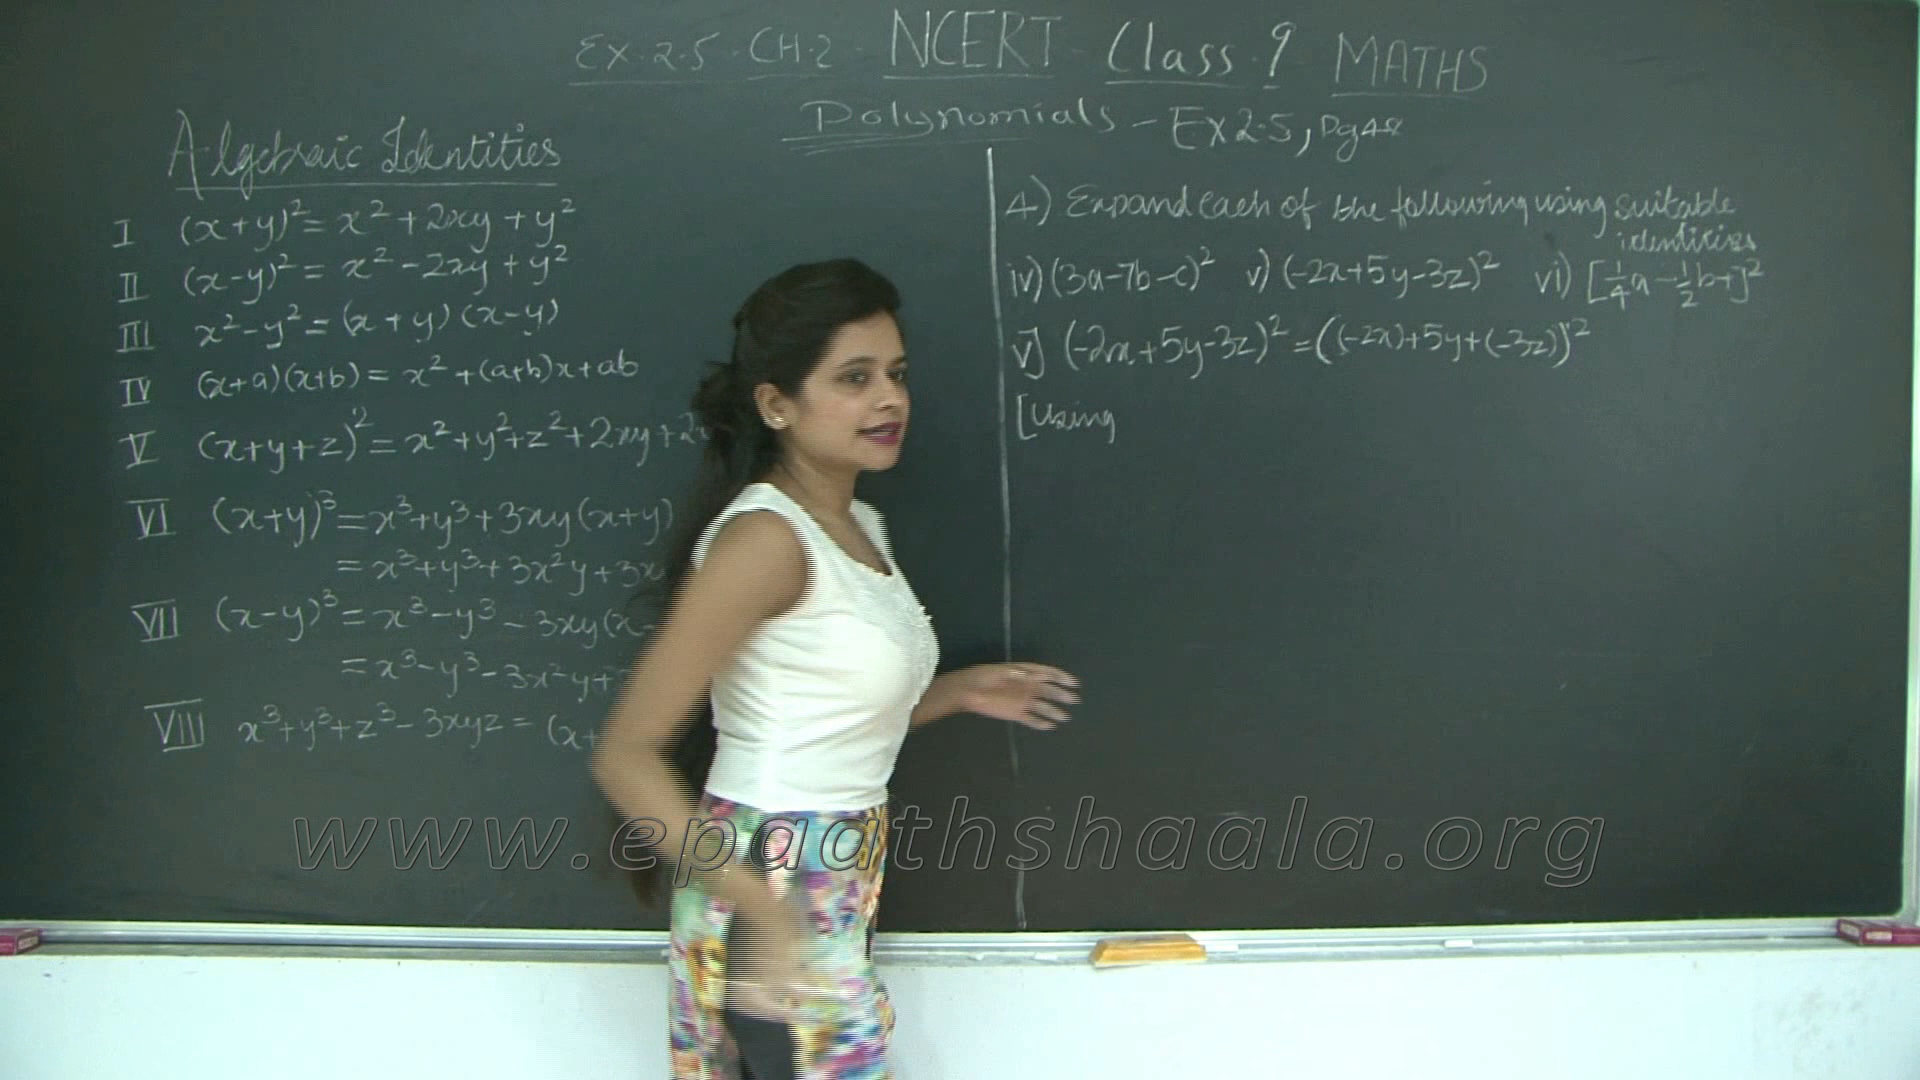 EX.2.5. CH.2 - NCERT - Class.9 MATHS
Polynomials - EX2.5, Pg48
Algebraic Identities
I (x+y)² = x² + 2xy + y²
II (x-y)² = x² - 2xy + y²
III x² - y² = (x+y)(x-y)
IV (x+a)(x+b) = x² + (a+b)x + ab
V (x+y+z)² = x² + y² + z² + 2xy + 2
VI (x+y)³ = x³ + y³ + 3xy(x+y)
= x³ + y³ + 3x²y + 3x
VII (x-y)³ = x³ - y³ - 3xy(x-
= x³ - y³ - 3x²y +
VIII x³ + y³ + z³ - 3xyz = (x+
4) Expand each of the following using suitable
identities
iv) (3a-7b-c)² v) (-2x+5y-3z)² vi) [1/4a - 1/2b+1]²
v] (-2x+5y-3z)² = ((-2x)+5y+(-3z))²
[Using
www.epaathshaala.org